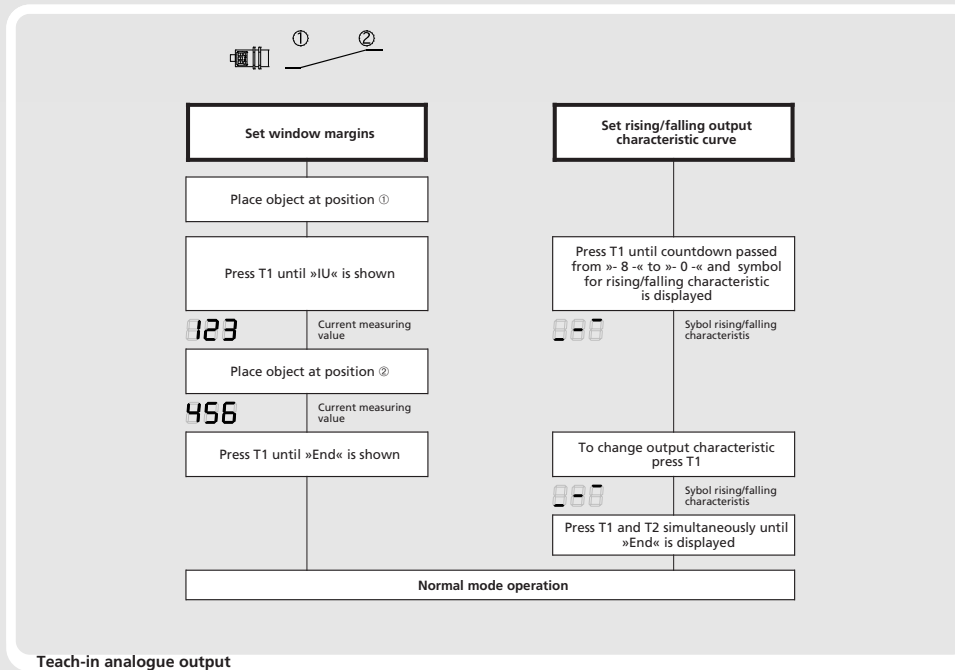 ① ②
Set window margins
Place object at position ①
Press T1 until »IU« is shown
123
Current measuring
value
Place object at position ②
456
Current measuring
value
Press T1 until »End« is shown
Set rising/falling output
characteristic curve
Press T1 until countdown passed
from »- 8 -« to »- 0 -« and symbol
for rising/falling characteristic
is displayed
Sybol rising/falling
characteristis
To change output characteristic
press T1
Sybol rising/falling
characteristis
Press T1 and T2 simultaneously until
»End« is displayed
Normal mode operation
Teach-in analogue output